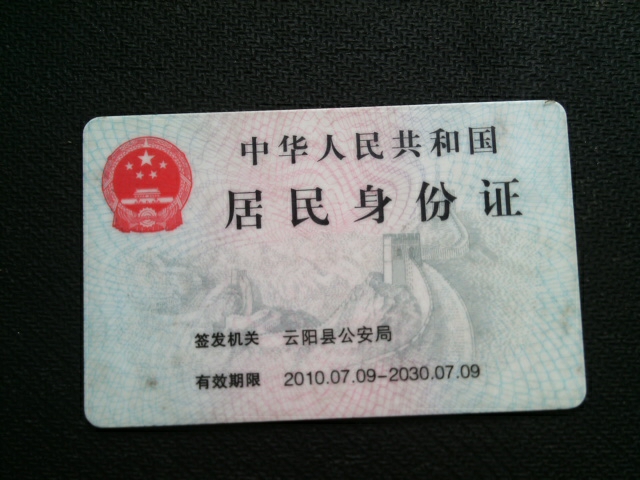 中华人民共和国
居民身份证
签发机关 云阳县公安局
有效期限 2010.07.09-2030.07.09